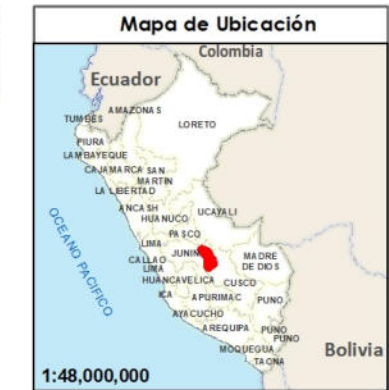 Mapa de Ubicación
Colombia
Ecuador
AMAZONAS
TUMBES
LORETO
PIURA
LAMBAYEQUE
CAJAMARCA SAN
MARTIN
LA LIBERTAD
ANCASH
HUANUCO
UCAYALI
PASCO
LIMA
JUNIN
MADRE
DE DIOS
CALLAO
LIMA
HUANCAVELICA
CUSCO
ICA
APURIMAC
PUNO
AYACUCHO
AREQUIPA
PUNO
PUNO
MOQUEGUA
TACNA
OCEANO PACIFICO
Bolivia
1:48,000,000